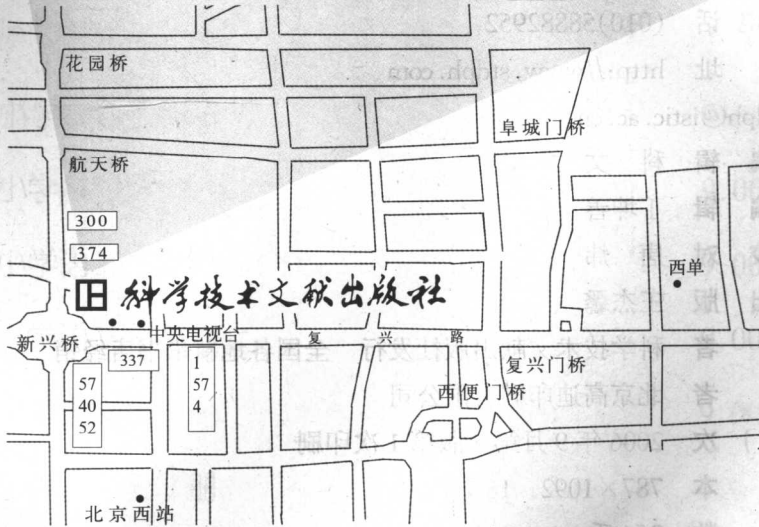 花园桥
阜城门桥
航天桥
300
374
西单
科学技术文献出版社
新兴桥
中央电视台
复兴路
337
复兴门桥
1
57
4
57
40
52
西便门桥
北京西站